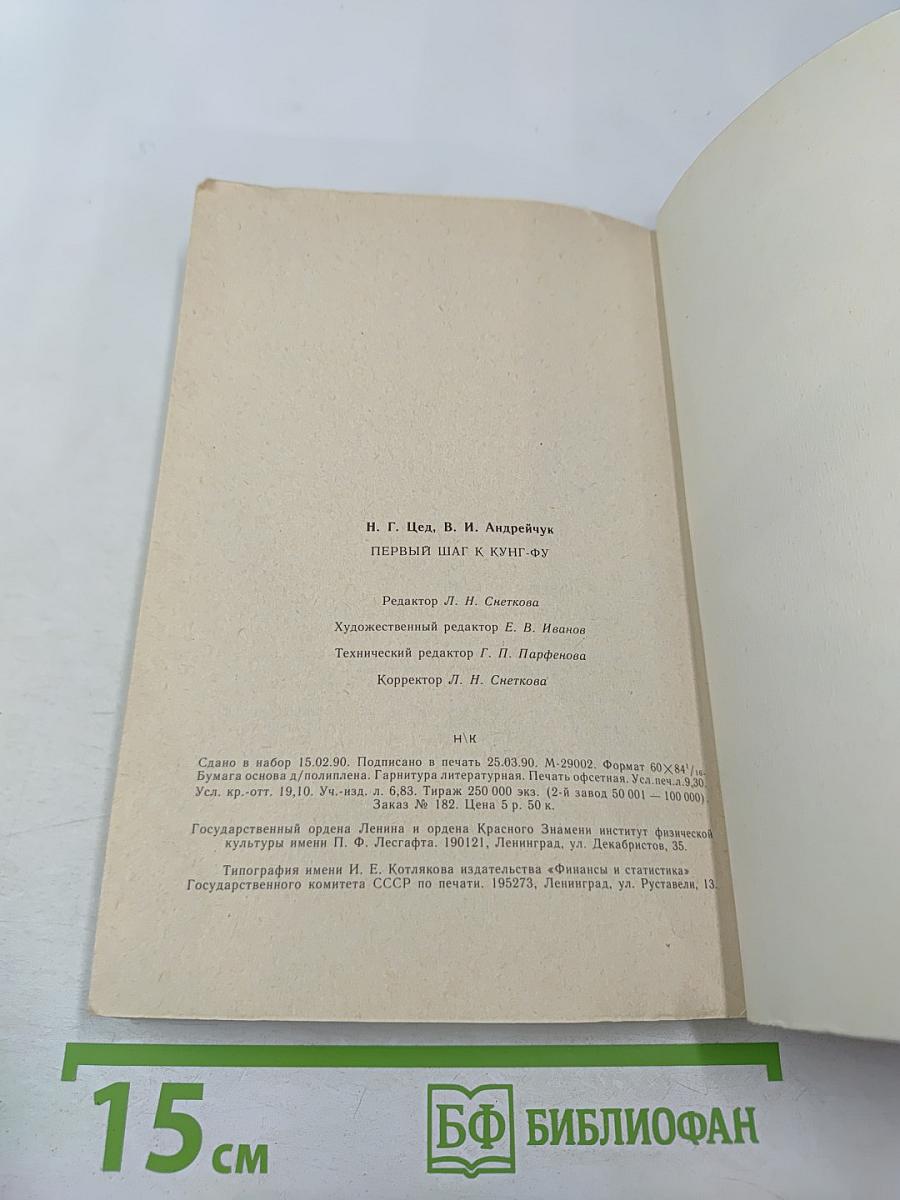 Н. Г. Цед, В. И. Андрейчук
ПЕРВЫЙ ШАГ К КУНГ-ФУ
Редактор Л. Н. Снеткова
Художественный редактор Е. В. Иванов
Технический редактор Г. П. Парфенова
Корректор Л. Н. Снеткова
Н\К
Сдано в набор 15.02.90. Подписано в печать 25.03.90. М-29002. Формат 60×84¹/₁₆.
Бумага основа д/полиплена. Гарнитура литературная. Печать офсетная. Усл.печ.л.9,30.
Усл. кр.-отт. 19,10. Уч.-изд. л. 6,83. Тираж 250 000 экз. (2-й завод 50 001 — 100 000).
Заказ № 182. Цена 5 р. 50 к.
Государственный ордена Ленина и ордена Красного Знамени институт физической
культуры имени П. Ф. Лесгафта. 190121, Ленинград, ул. Декабристов, 35.
Типография имени И. Е. Котлякова издательства «Финансы и статистика»
Государственного комитета СССР по печати. 195273, Ленинград, ул. Руставели, 13.
15 см
БФ БИБЛИОФАН